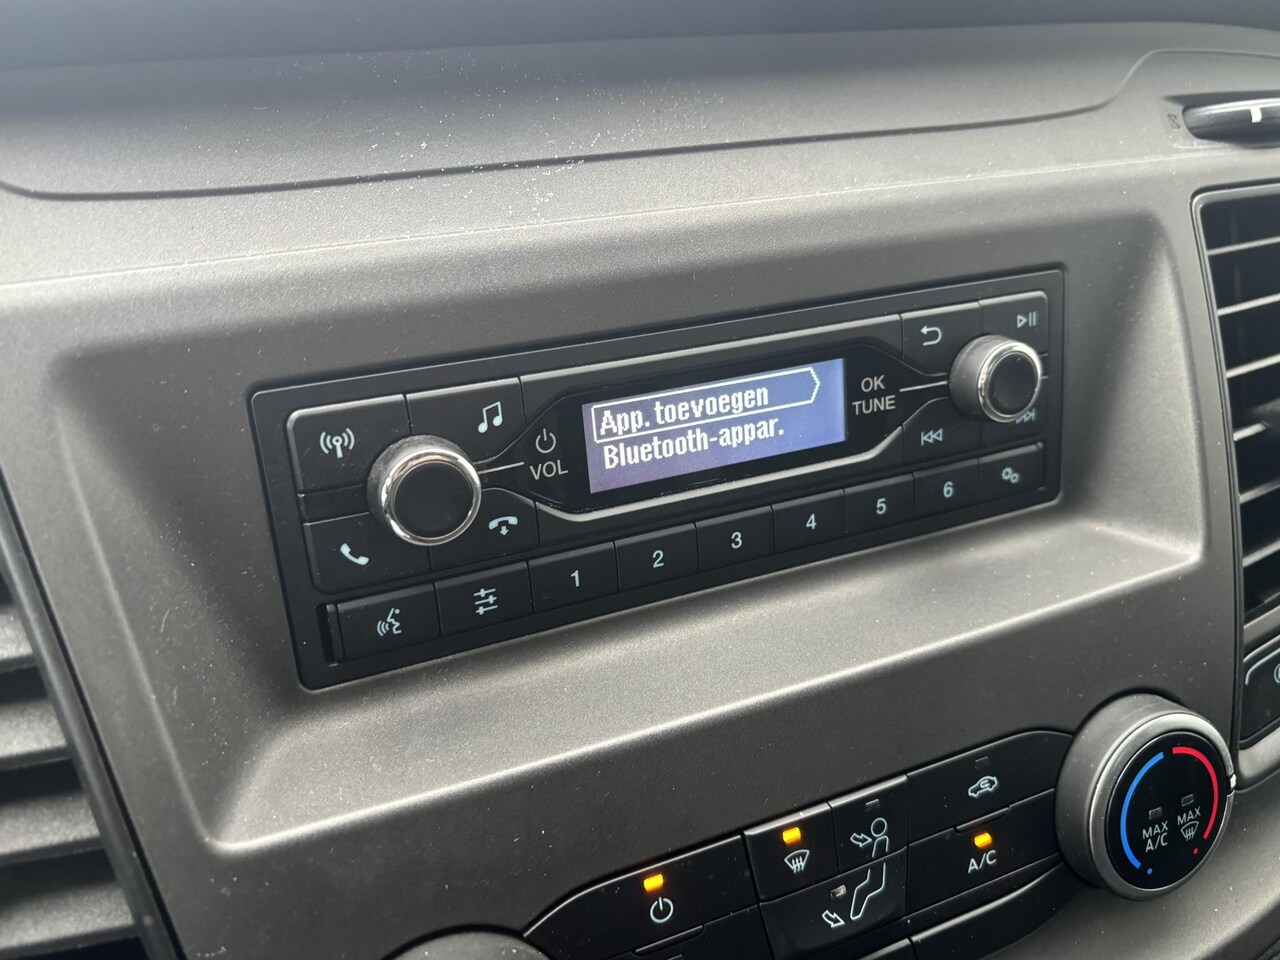 App. toevoegen
Bluetooth-appar.
VOL
OK
TUNE
1
2
3
4
5
6
A/C
MAX
A/C
MAX